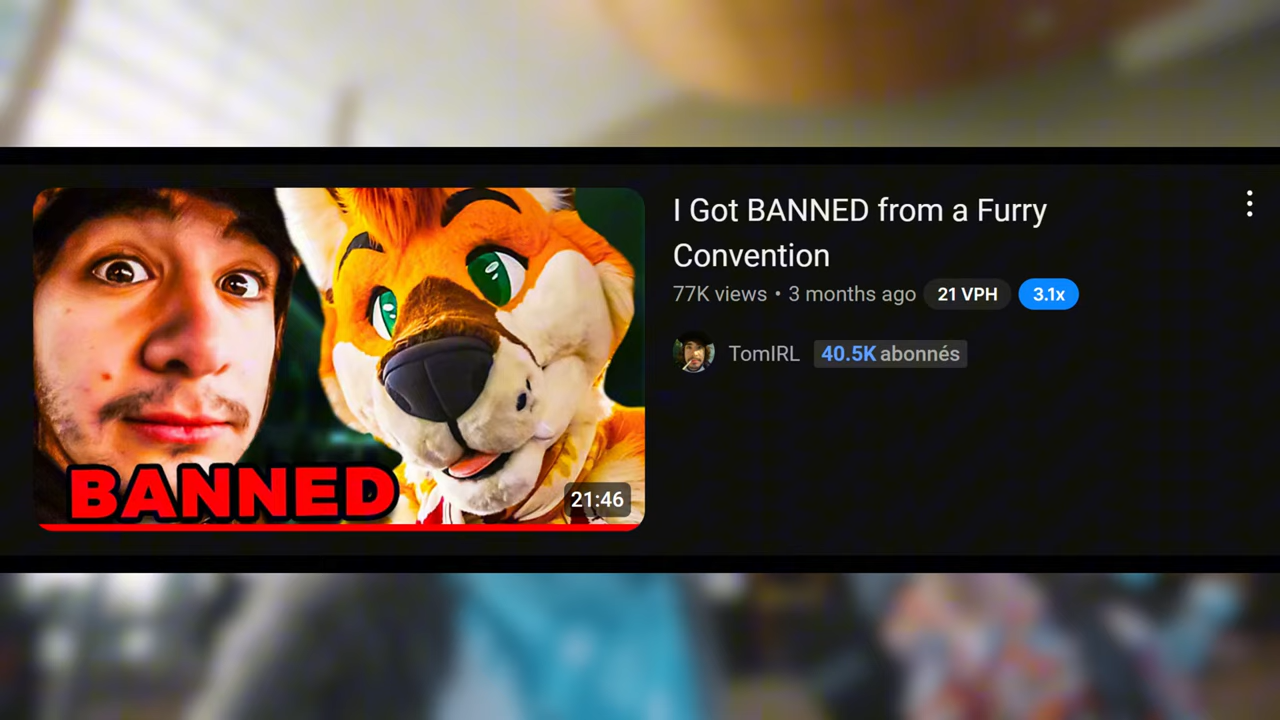 BANNED
21:46
I Got BANNED from a Furry
Convention
77K views • 3 months ago 21 VPH 3.1x
TomIRL 40.5K abonnés